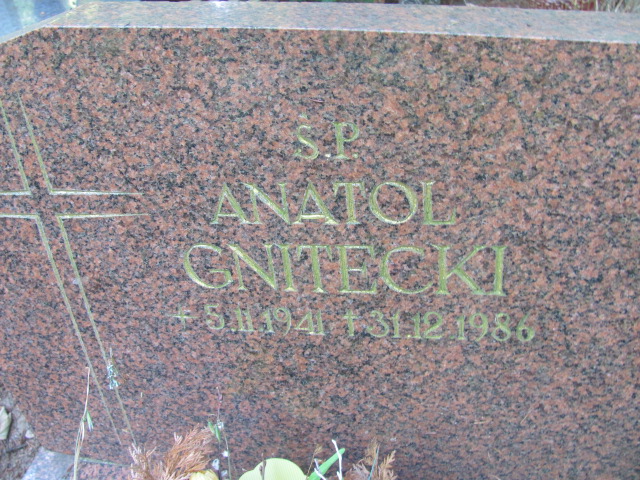 Ś.P.
ANATOL
GNITECKI
+ 5.11.1941 +31.12.1986